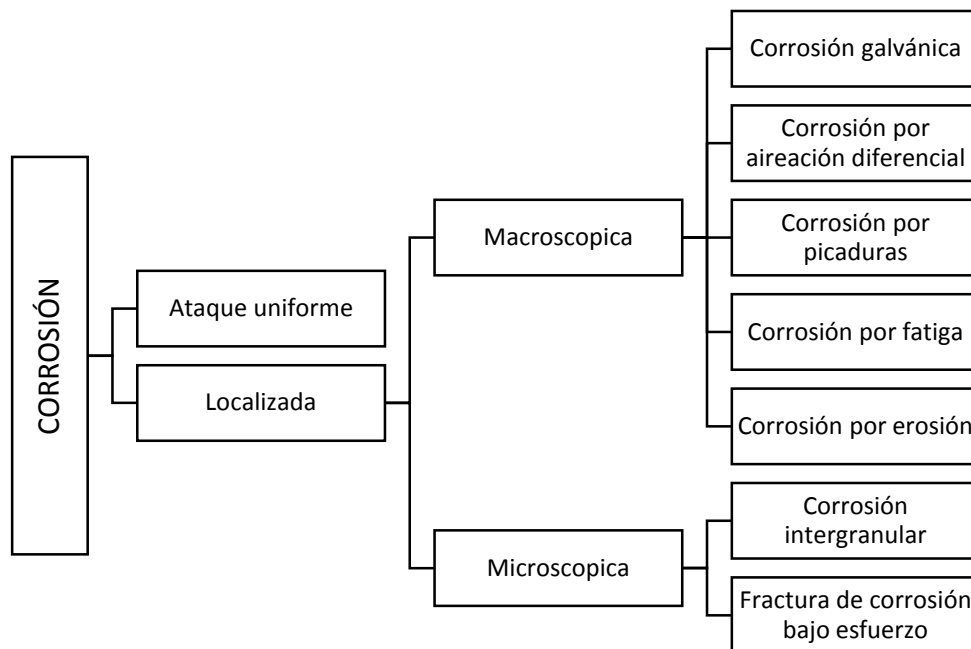 CORROSIÓN
Ataque uniforme
Localizada
Macroscopica
Corrosión galvánica
Corrosión por
aireación diferencial
Corrosión por
picaduras
Corrosión por fatiga
Corrosión por erosión
Microscopica
Corrosión
intergranular
Fractura de corrosión
bajo esfuerzo